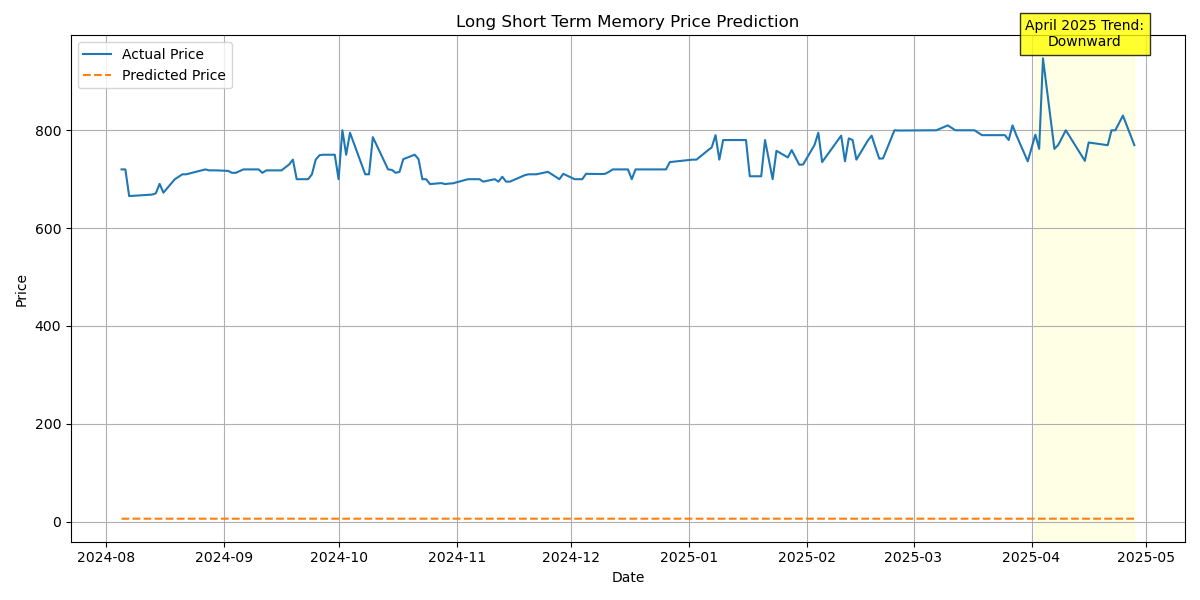 Long Short Term Memory Price Prediction
April 2025 Trend:
Downward
Actual Price
Predicted Price
Price
800
600
400
200
0
2024-08
2024-09
2024-10
2024-11
2024-12
2025-01
2025-02
2025-03
2025-04
2025-05
Date